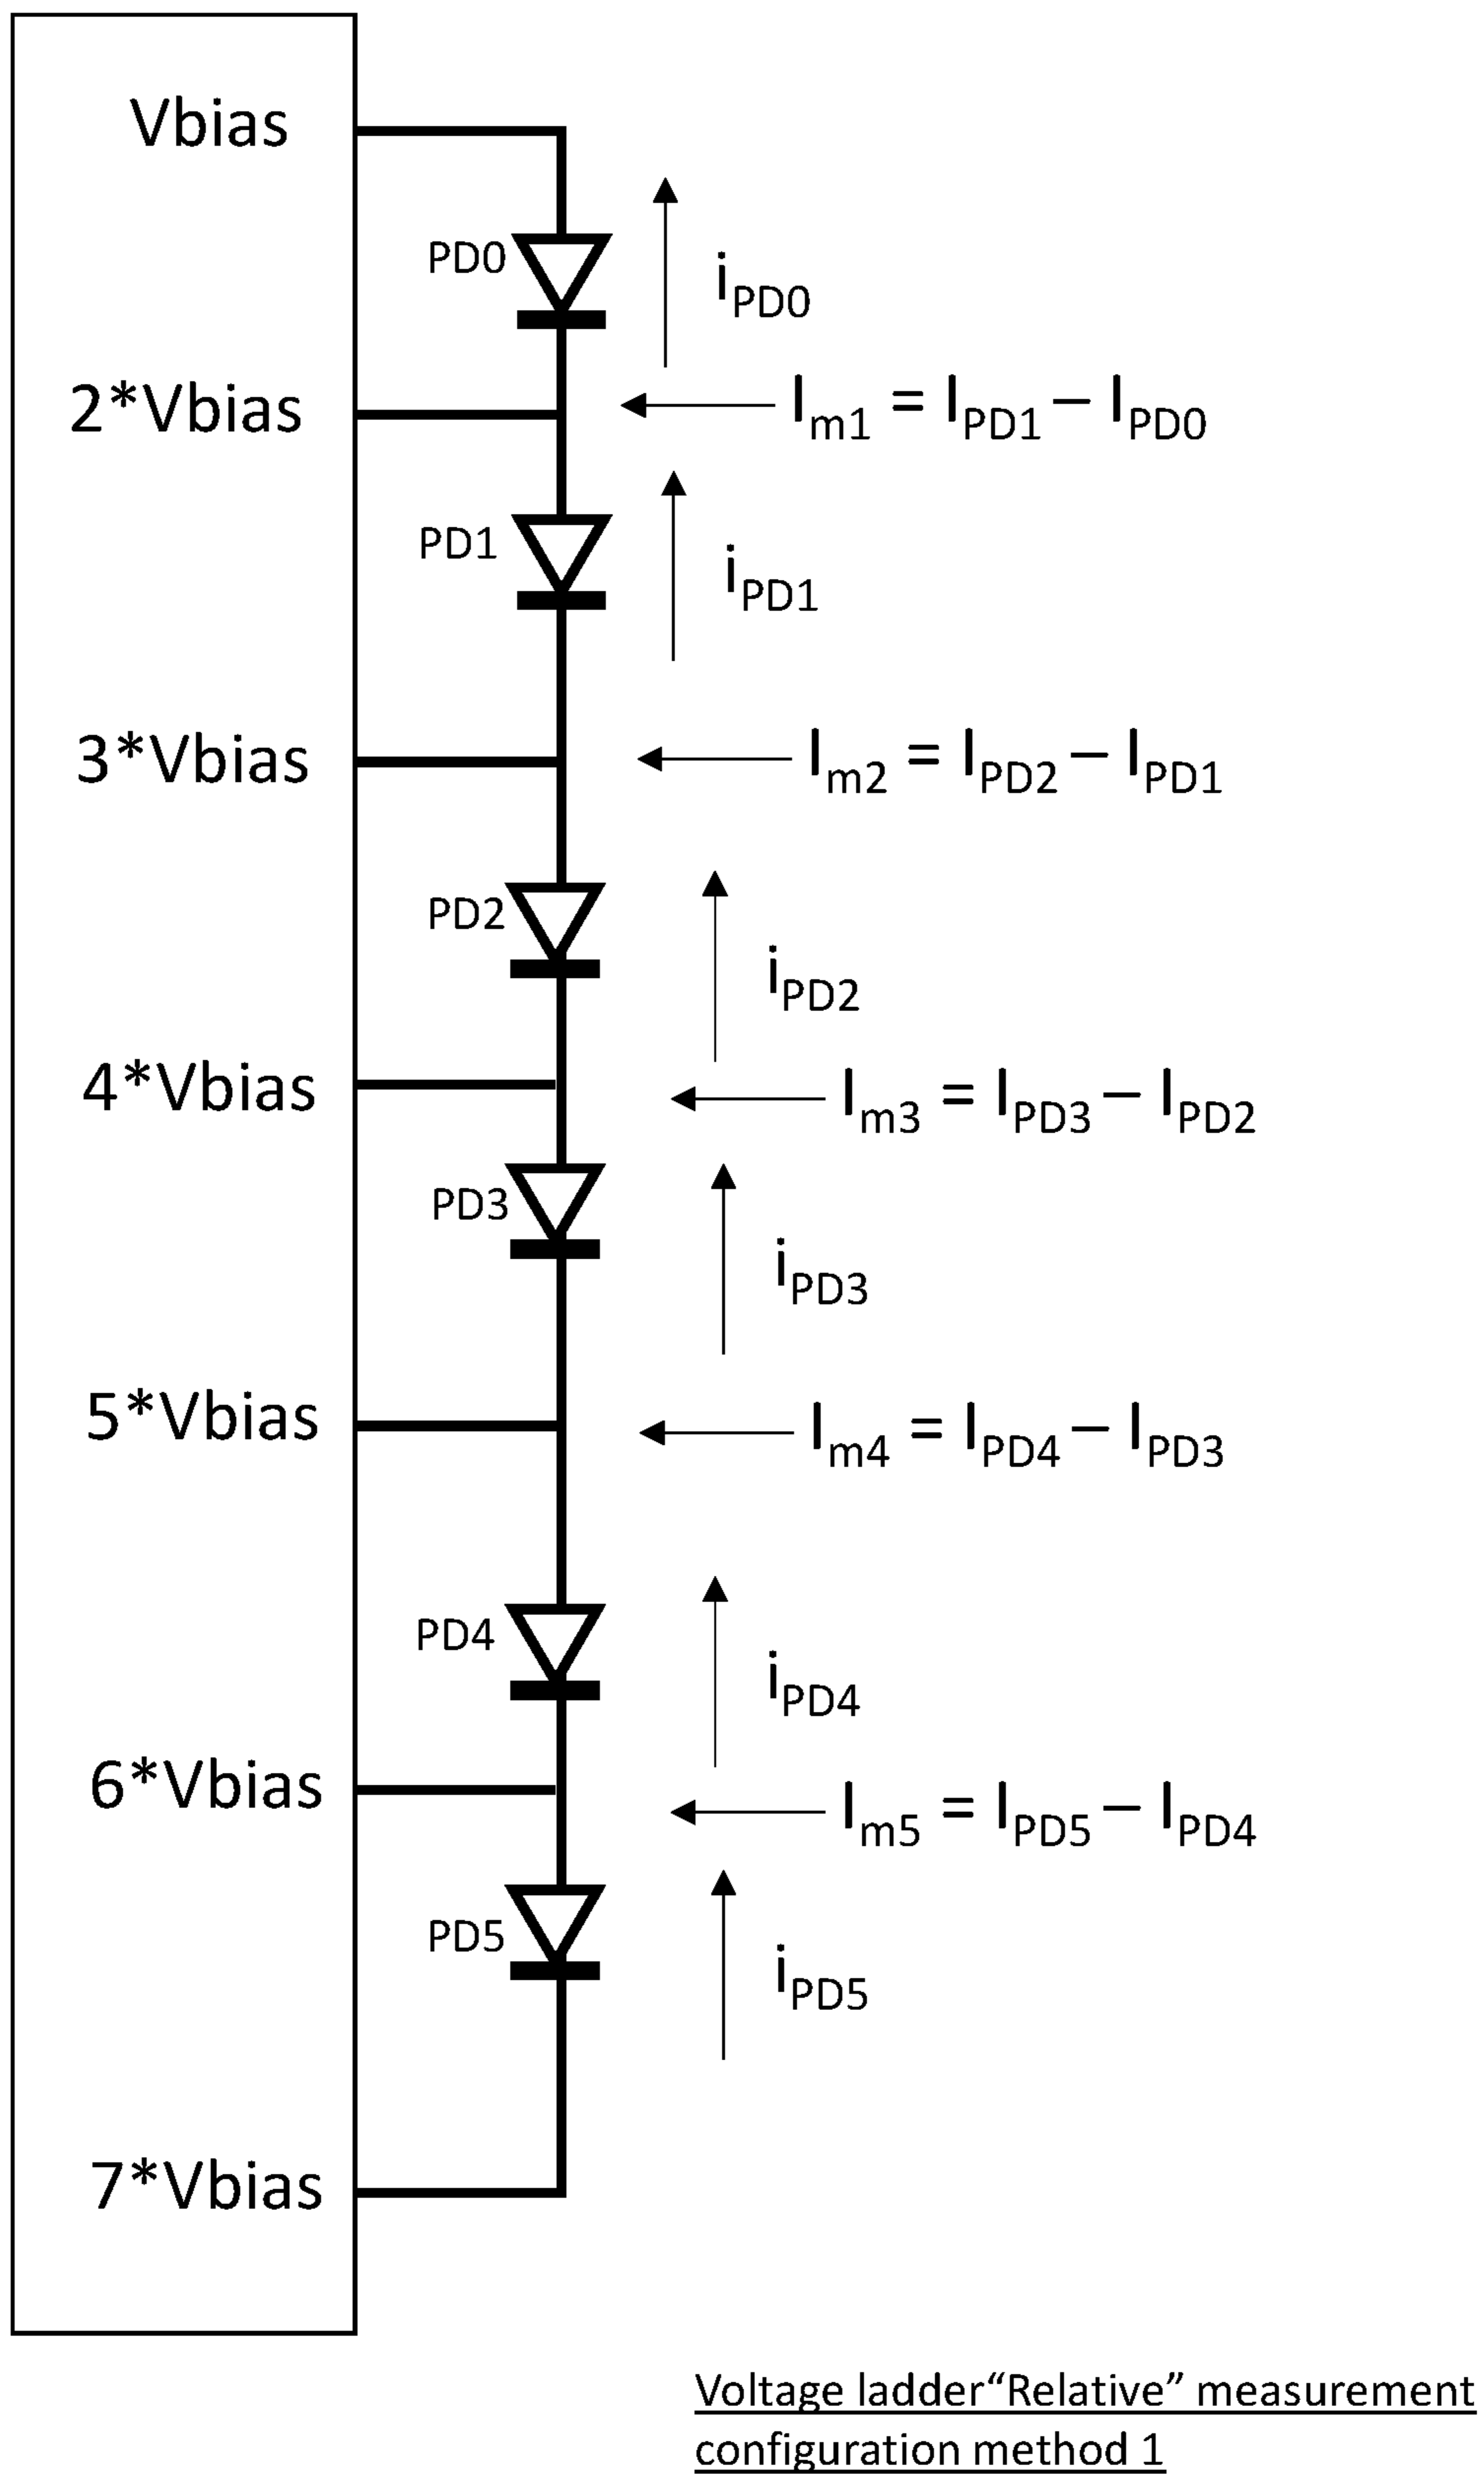 Vbias
PD0
iPD0
2*Vbias
Im1 = IPD1 – IPD0
PD1
iPD1
3*Vbias
Im2 = IPD2 – IPD1
PD2
iPD2
4*Vbias
Im3 = IPD3 – IPD2
PD3
iPD3
5*Vbias
Im4 = IPD4 – IPD3
PD4
iPD4
6*Vbias
Im5 = IPD5 – IPD4
PD5
iPD5
7*Vbias
Voltage ladder“Relative” measurement
configuration method 1